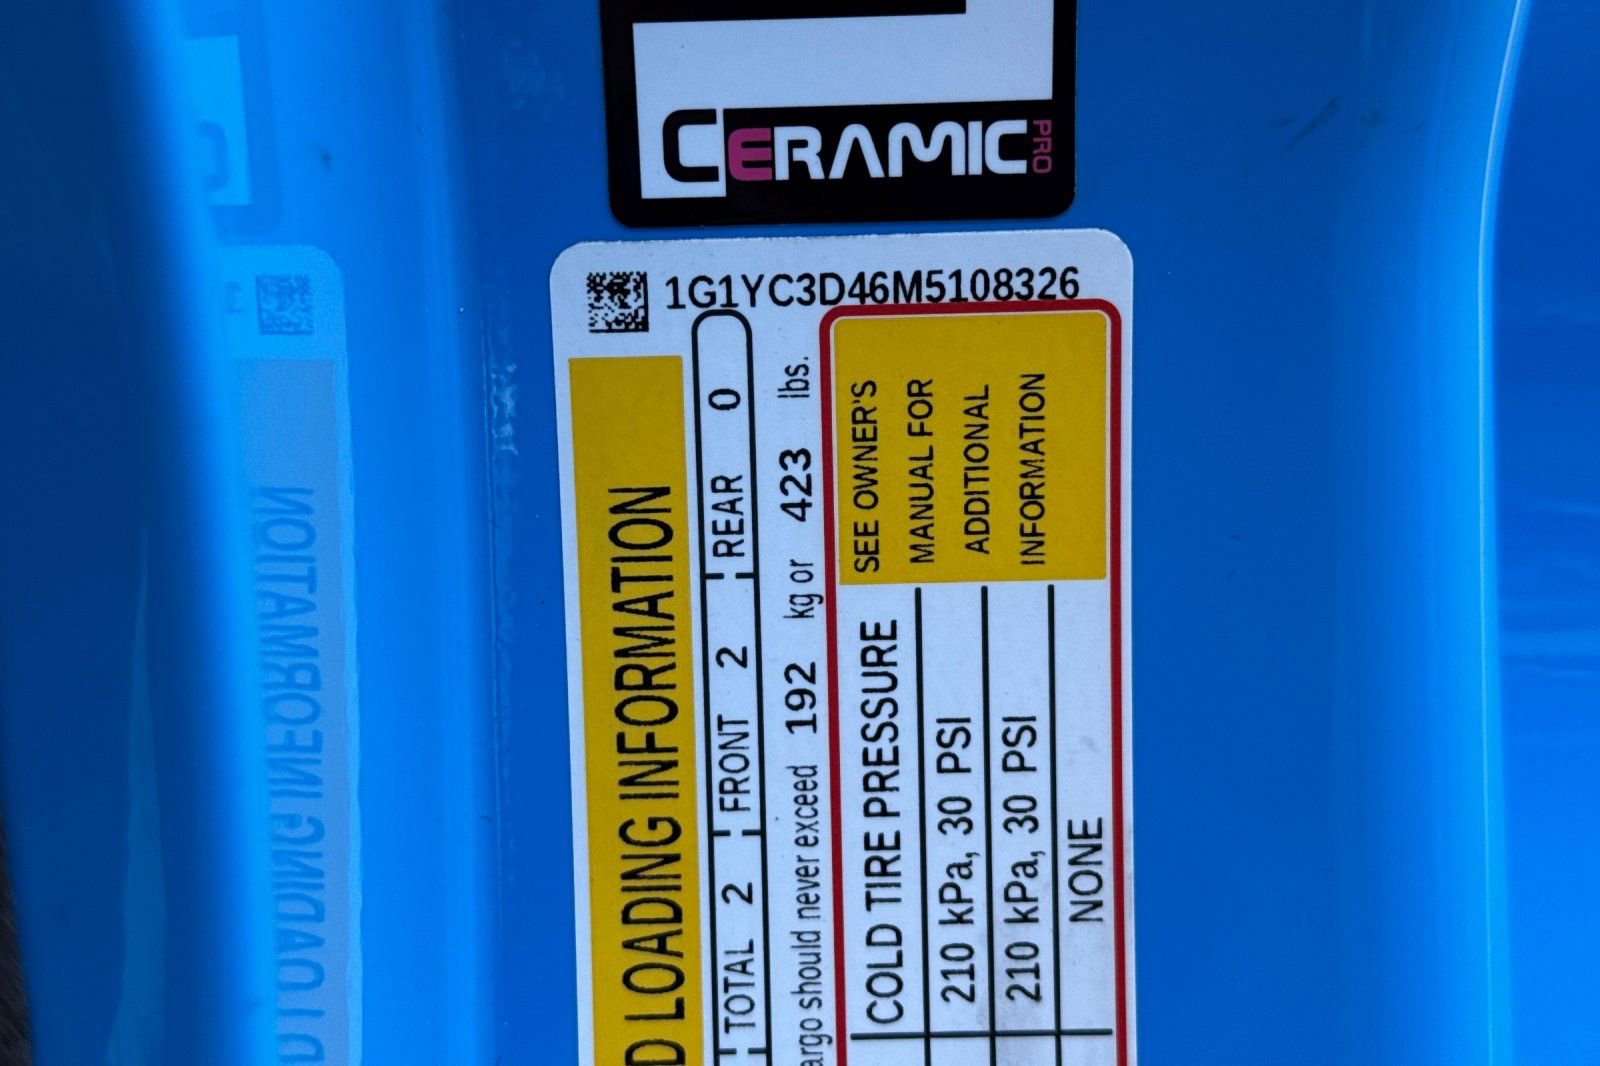 CERAMIC PRO
1G1YC3D46M5108326
D LOADING INFORMATION
TOTAL 2 FRONT 2 REAR 0
argo should never exceed 192 kg or 423 lbs.
COLD TIRE PRESSURE
210 kPa, 30 PSI
210 kPa, 30 PSI
NONE
SEE OWNER'S
MANUAL FOR
ADDITIONAL
INFORMATION